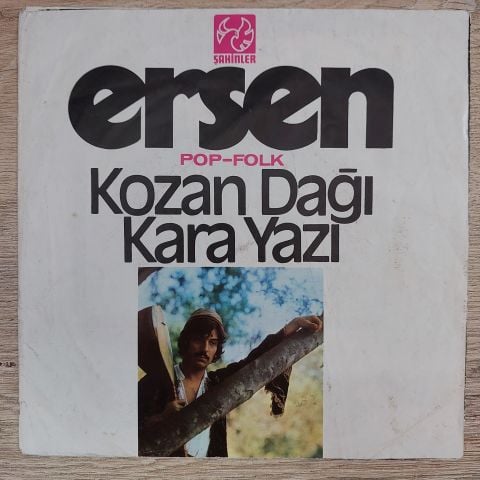 ŞAHİNLER
ersen
POP-FOLK
Kozan Dağı
Kara Yazı